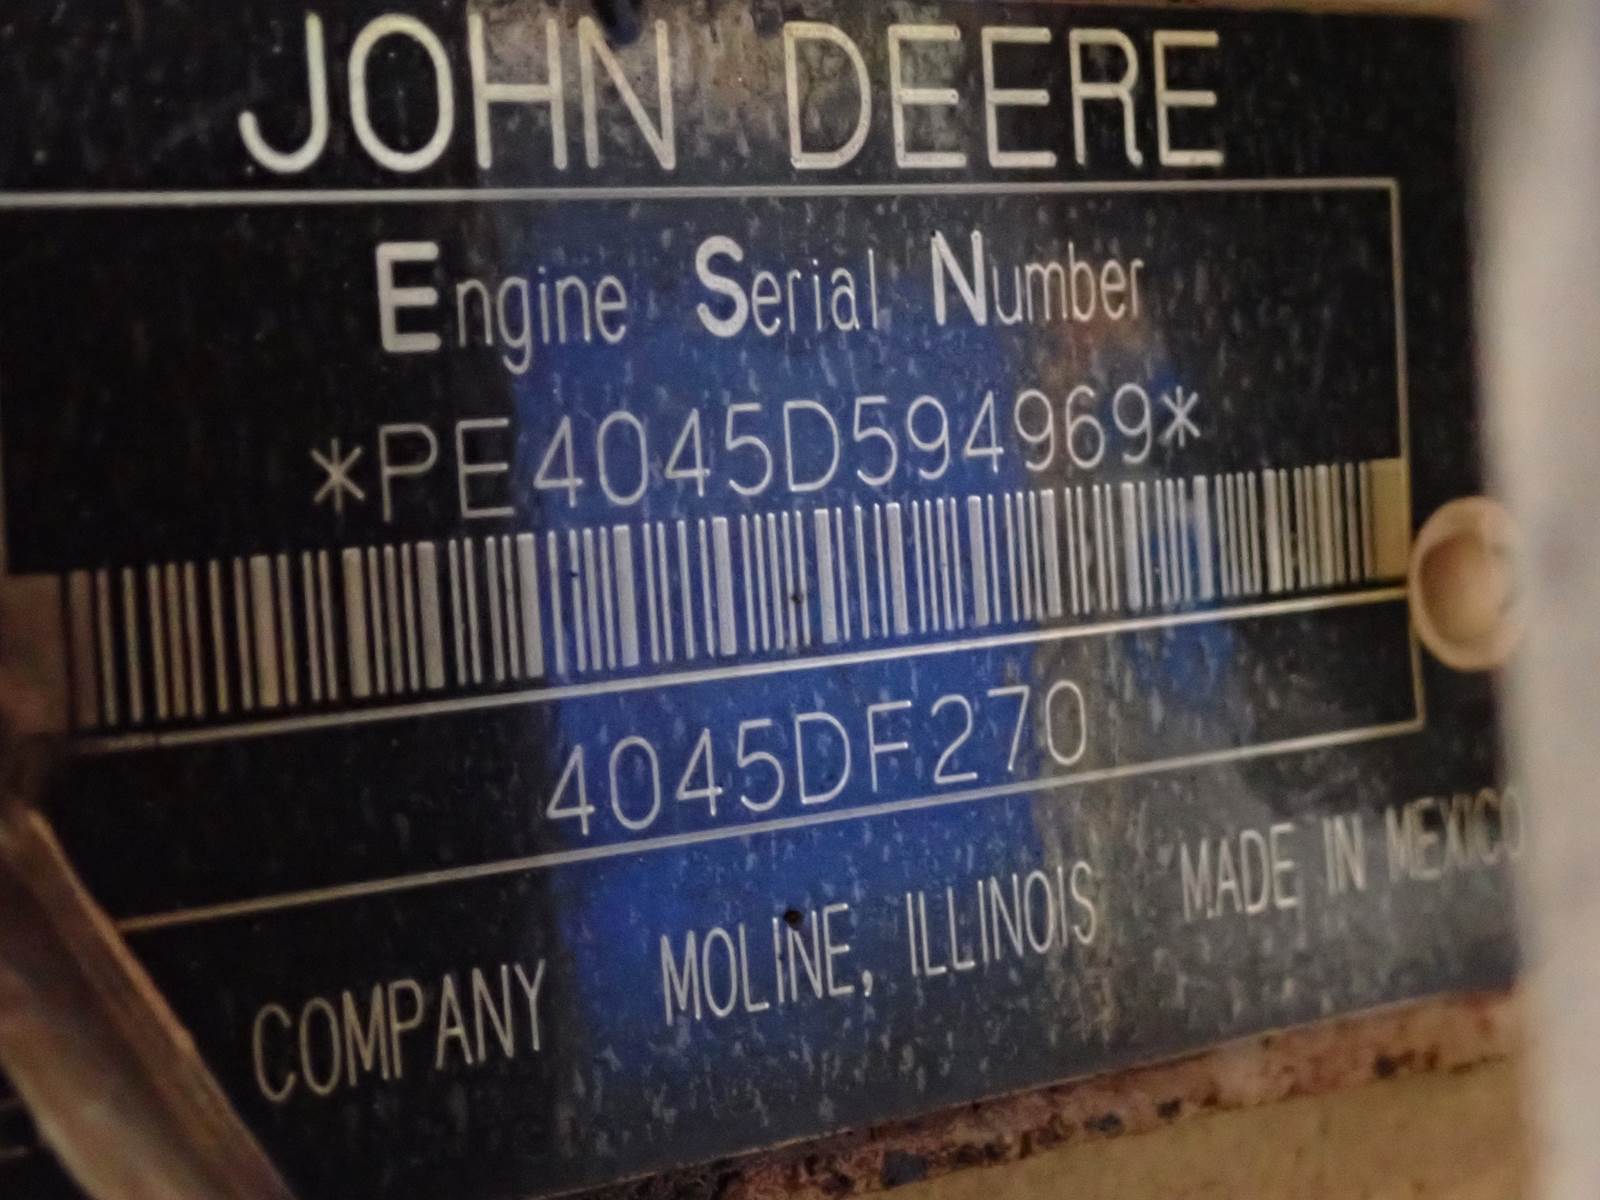 JOHN DEERE
Engine Serial Number
*PE4045D594969*
4045DF270
COMPANY MOLINE, ILLINOIS MADE IN MEXICO